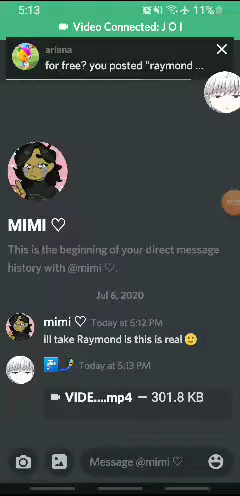 5:13
11%
Video Connected: J O I
ariana
for free? you posted "raymond ...
MIMI ♡
This is the beginning of your direct message
history with @mimi ♡.
Jul 6, 2020
mimi ♡ Today at 5:12 PM
ill take Raymond is this is real 🙂
Today at 5:13 PM
VIDE....mp4 — 301.8 KB
Message @mimi ♡